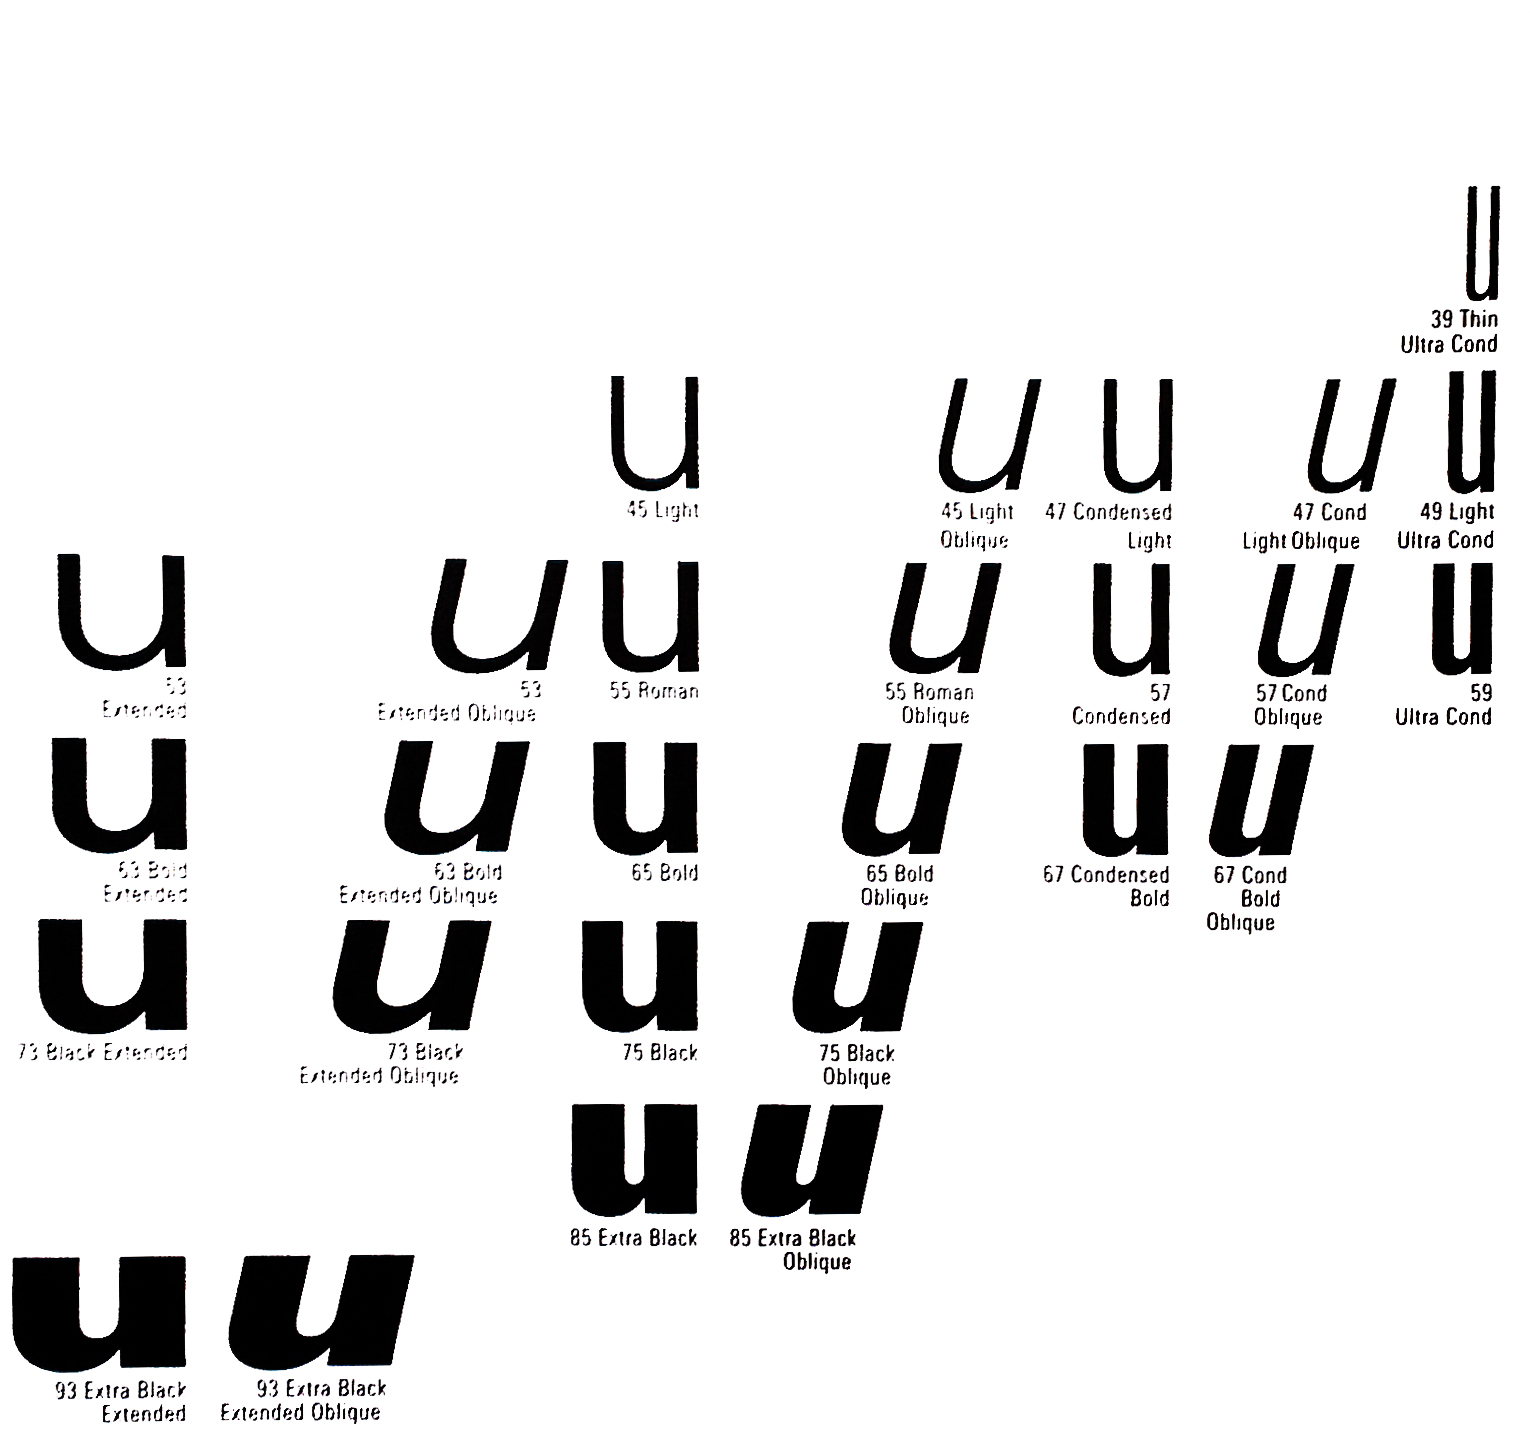 u
39 Thin
Ultra Cond
u u u u u
45 Light
45 Light
Oblique
47 Condensed
Light
47 Cond
Light Oblique
49 Light
Ultra Cond
u u u u u u u
53
Extended
53
Extended Oblique
55 Roman
55 Roman
Oblique
57
Condensed
57 Cond
Oblique
59
Ultra Cond
u u u u u u
63 Bold
Extended
63 Bold
Extended Oblique
65 Bold
65 Bold
Oblique
67 Condensed
Bold
67 Cond
Bold
Oblique
u u u u
73 Black Extended
73 Black
Extended Oblique
75 Black
75 Black
Oblique
u u
85 Extra Black
85 Extra Black
Oblique
u u
93 Extra Black
Extended
93 Extra Black
Extended Oblique